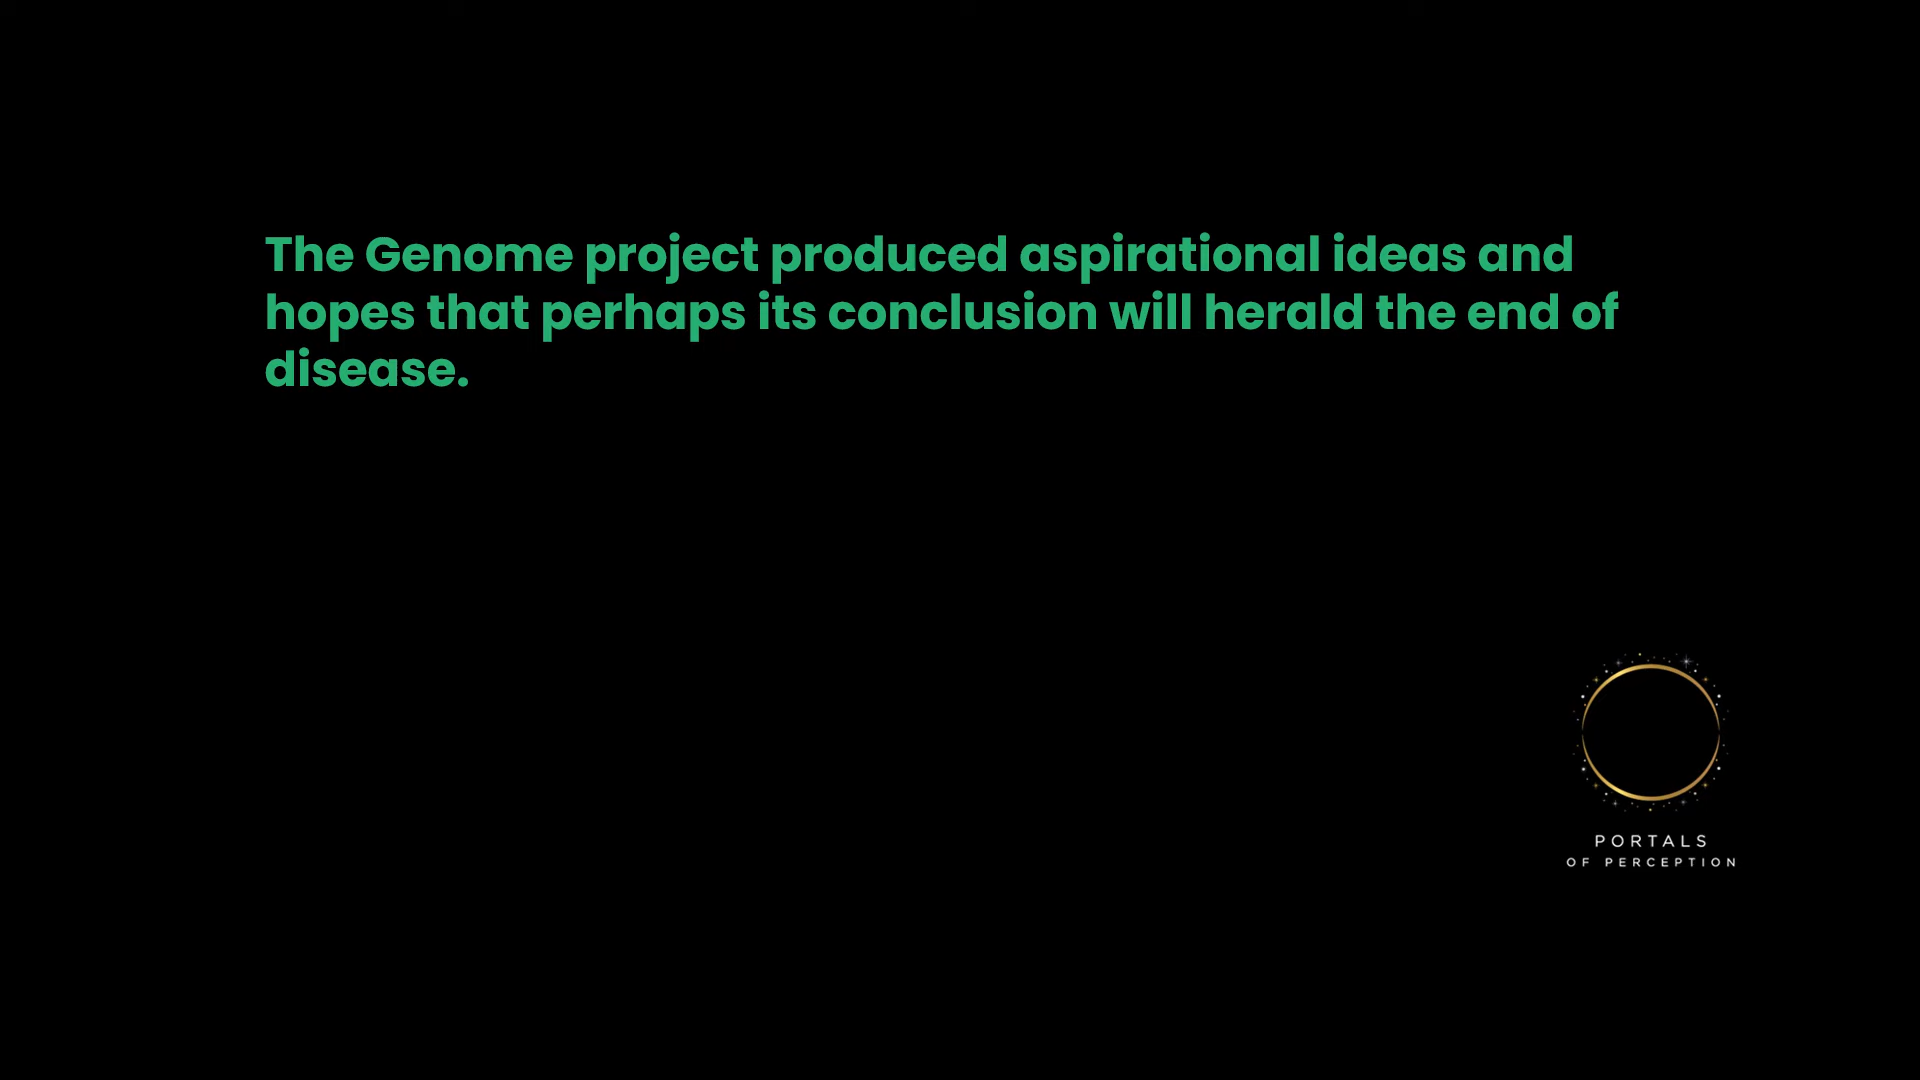 The Genome project produced aspirational ideas and
hopes that perhaps its conclusion will herald the end of
disease.
PORTALS
OF PERCEPTION